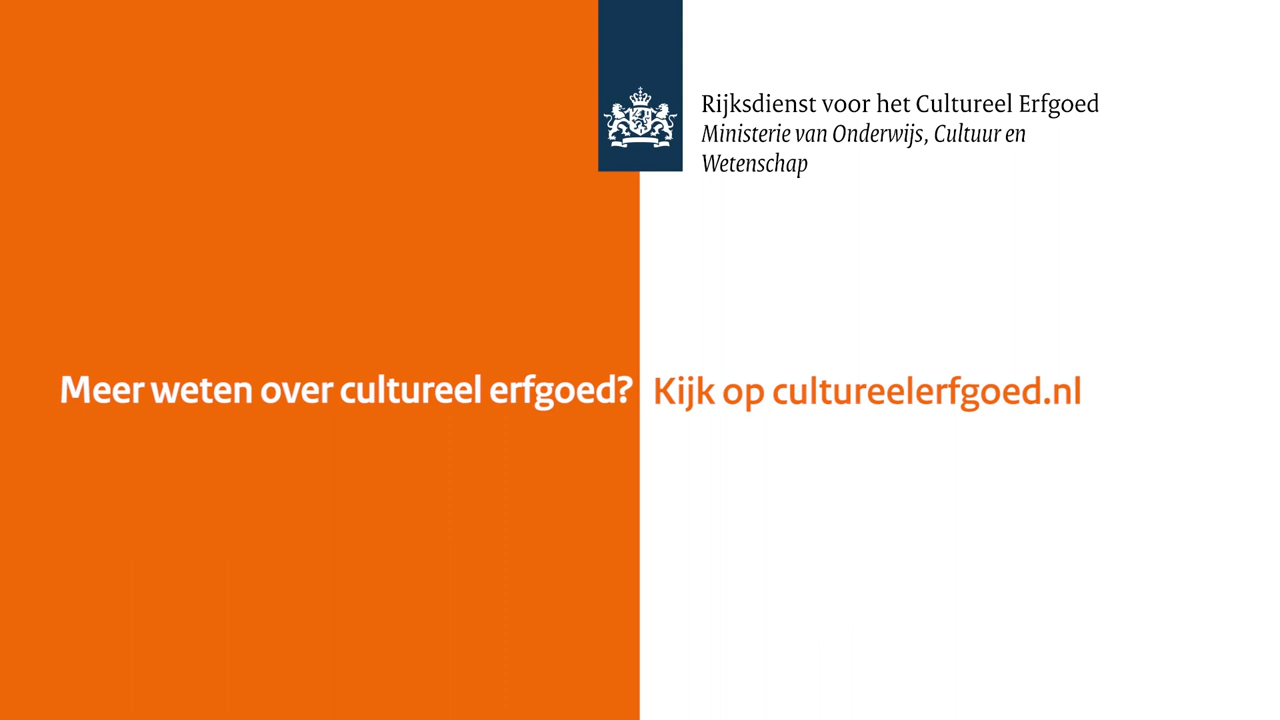 Rijksdienst voor het Cultureel Erfgoed
Ministerie van Onderwijs, Cultuur en
Wetenschap
Meer weten over cultureel erfgoed? Kijk op cultureelerfgoed.nl